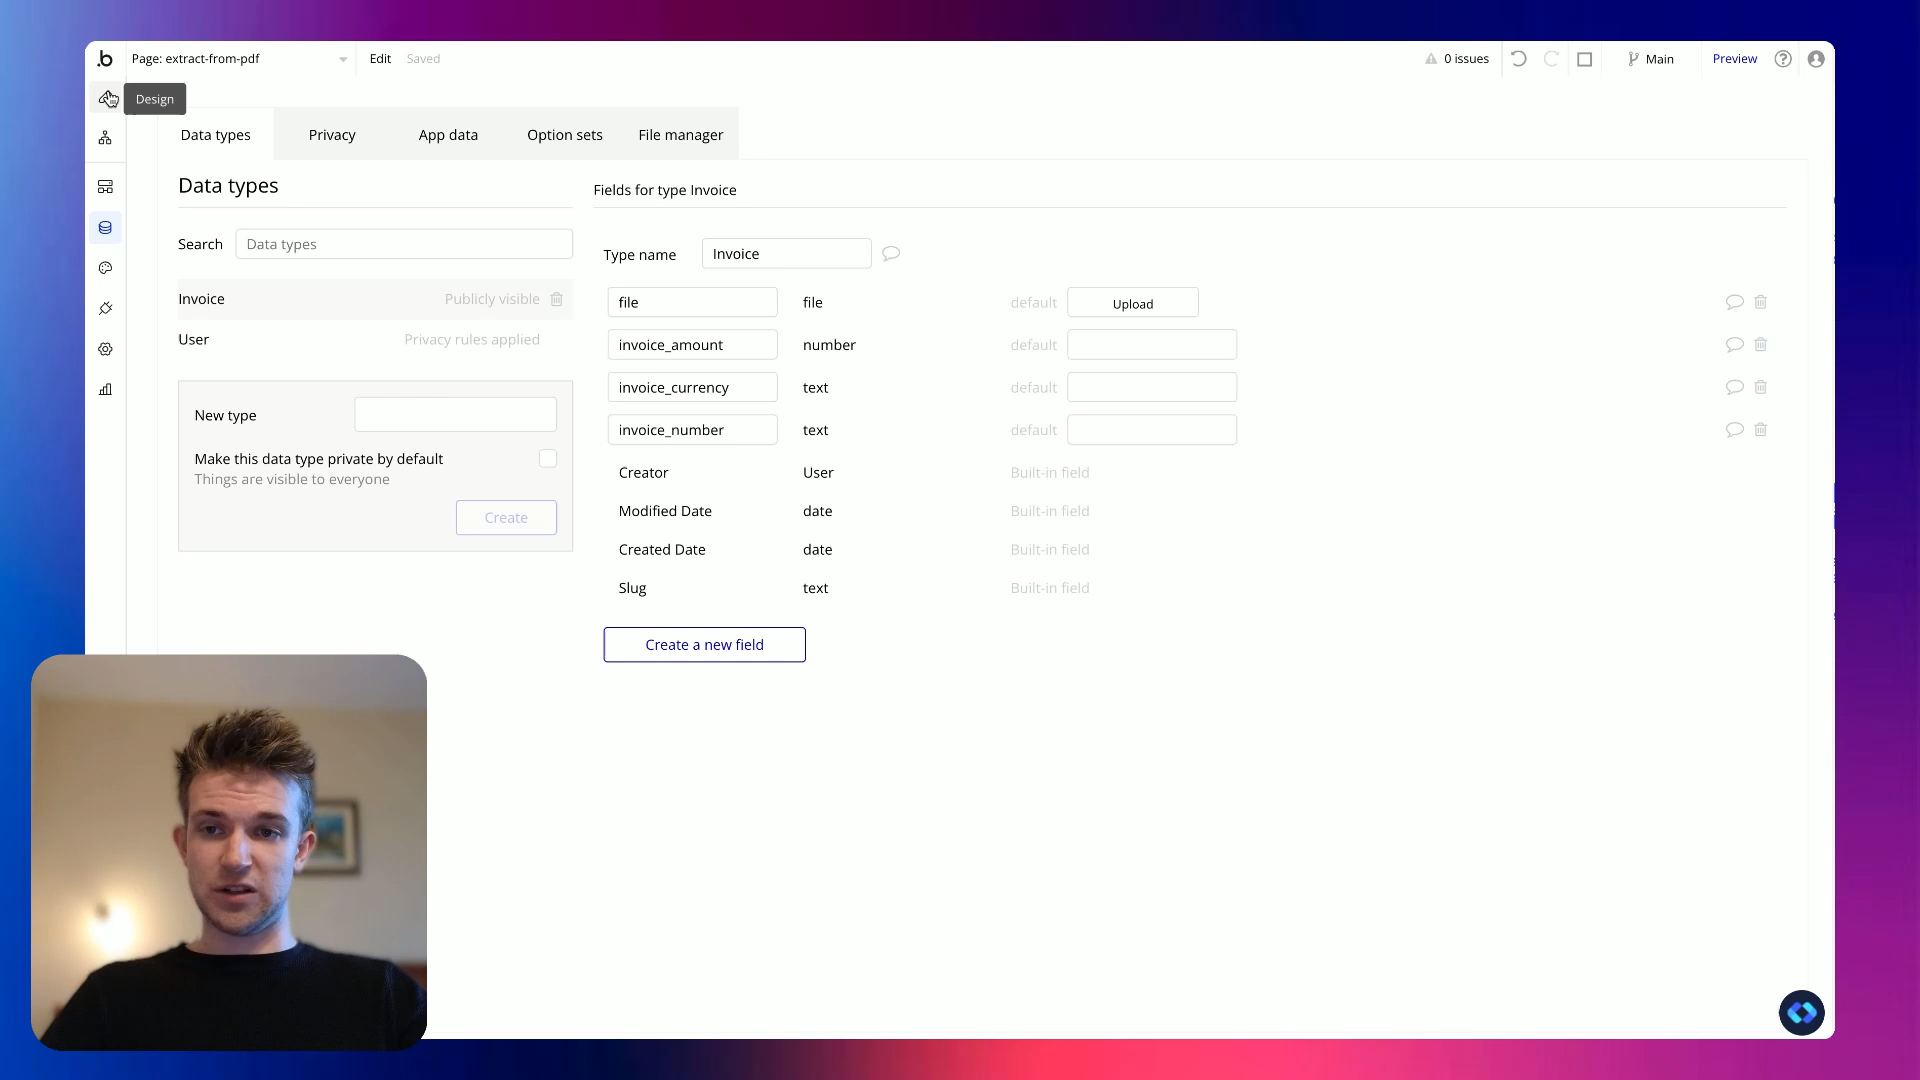 .b Page: extract-from-pdf Edit Saved 0 issues Main Preview
Design
Data types Privacy App data Option sets File manager
Data types
Search Data types
Invoice Publicly visible
User Privacy rules applied
New type
Make this data type private by default
Things are visible to everyone
Create
Fields for type Invoice
Type name Invoice
file file default Upload
invoice_amount number default
invoice_currency text default
invoice_number text default
Creator User Built-in field
Modified Date date Built-in field
Created Date date Built-in field
Slug text Built-in field
Create a new field